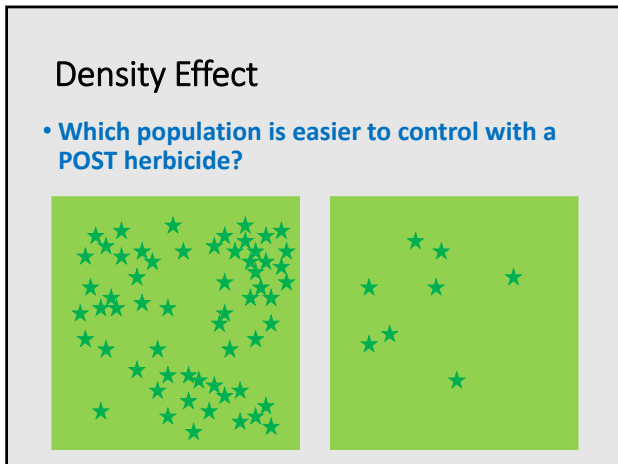 Density Effect
• Which population is easier to control with a
POST herbicide?